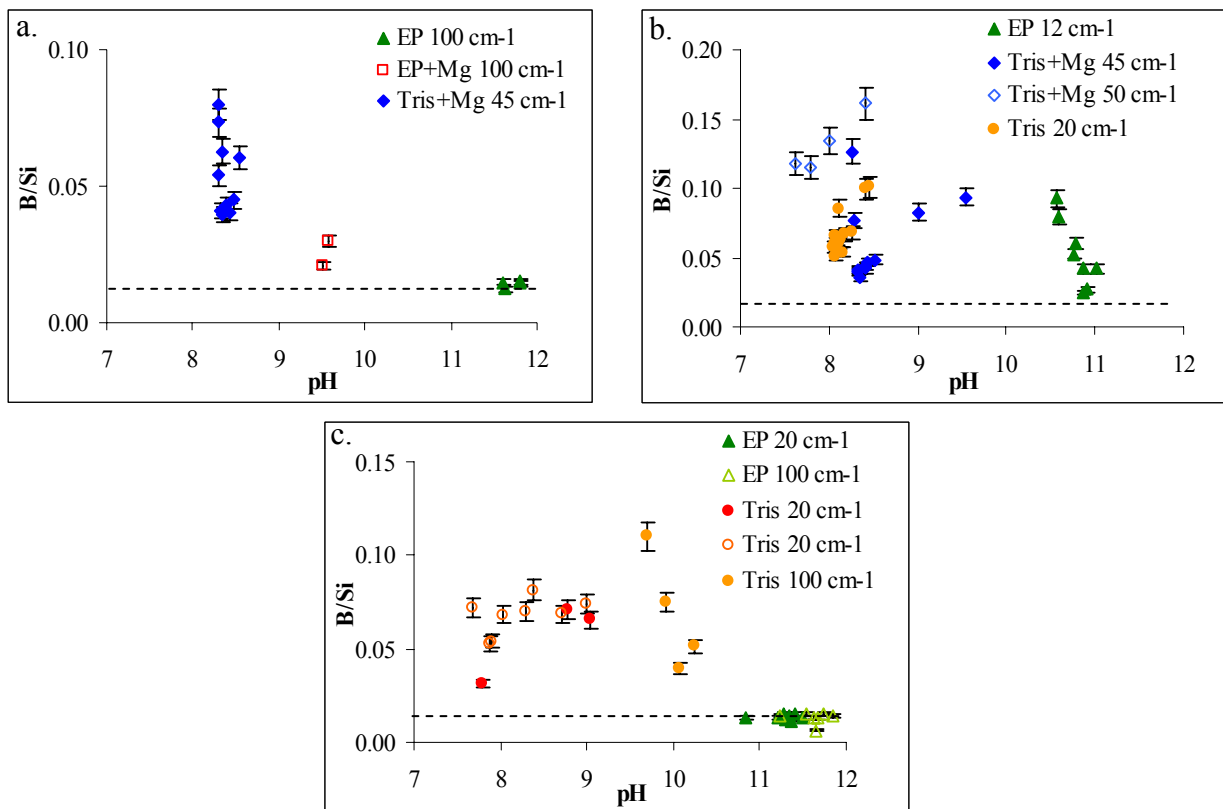 a.
EP 100 cm-1
EP+Mg 100 cm-1
Tris+Mg 45 cm-1
B/Si
0.10
0.05
0.00
7 8 9 10 11 12
pH
b.
EP 12 cm-1
Tris+Mg 45 cm-1
Tris+Mg 50 cm-1
Tris 20 cm-1
B/Si
0.20
0.15
0.10
0.05
0.00
7 8 9 10 11 12
pH
c.
EP 20 cm-1
EP 100 cm-1
Tris 20 cm-1
Tris 20 cm-1
Tris 100 cm-1
B/Si
0.15
0.10
0.05
0.00
7 8 9 10 11 12
pH